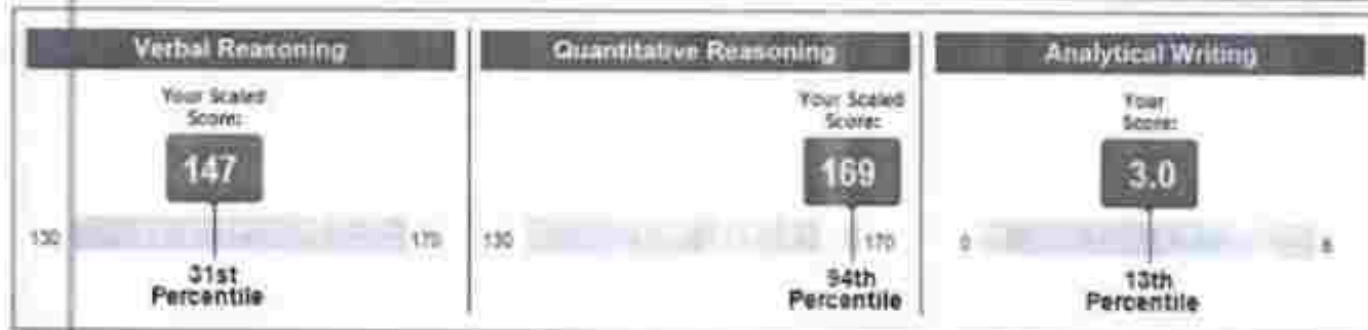 Verbal Reasoning
Your Scaled
Score:
147
130
170
31st
Percentile
Quantitative Reasoning
Your Scaled
Score:
169
130
170
94th
Percentile
Analytical Writing
Your
Score:
3.0
0
6
13th
Percentile